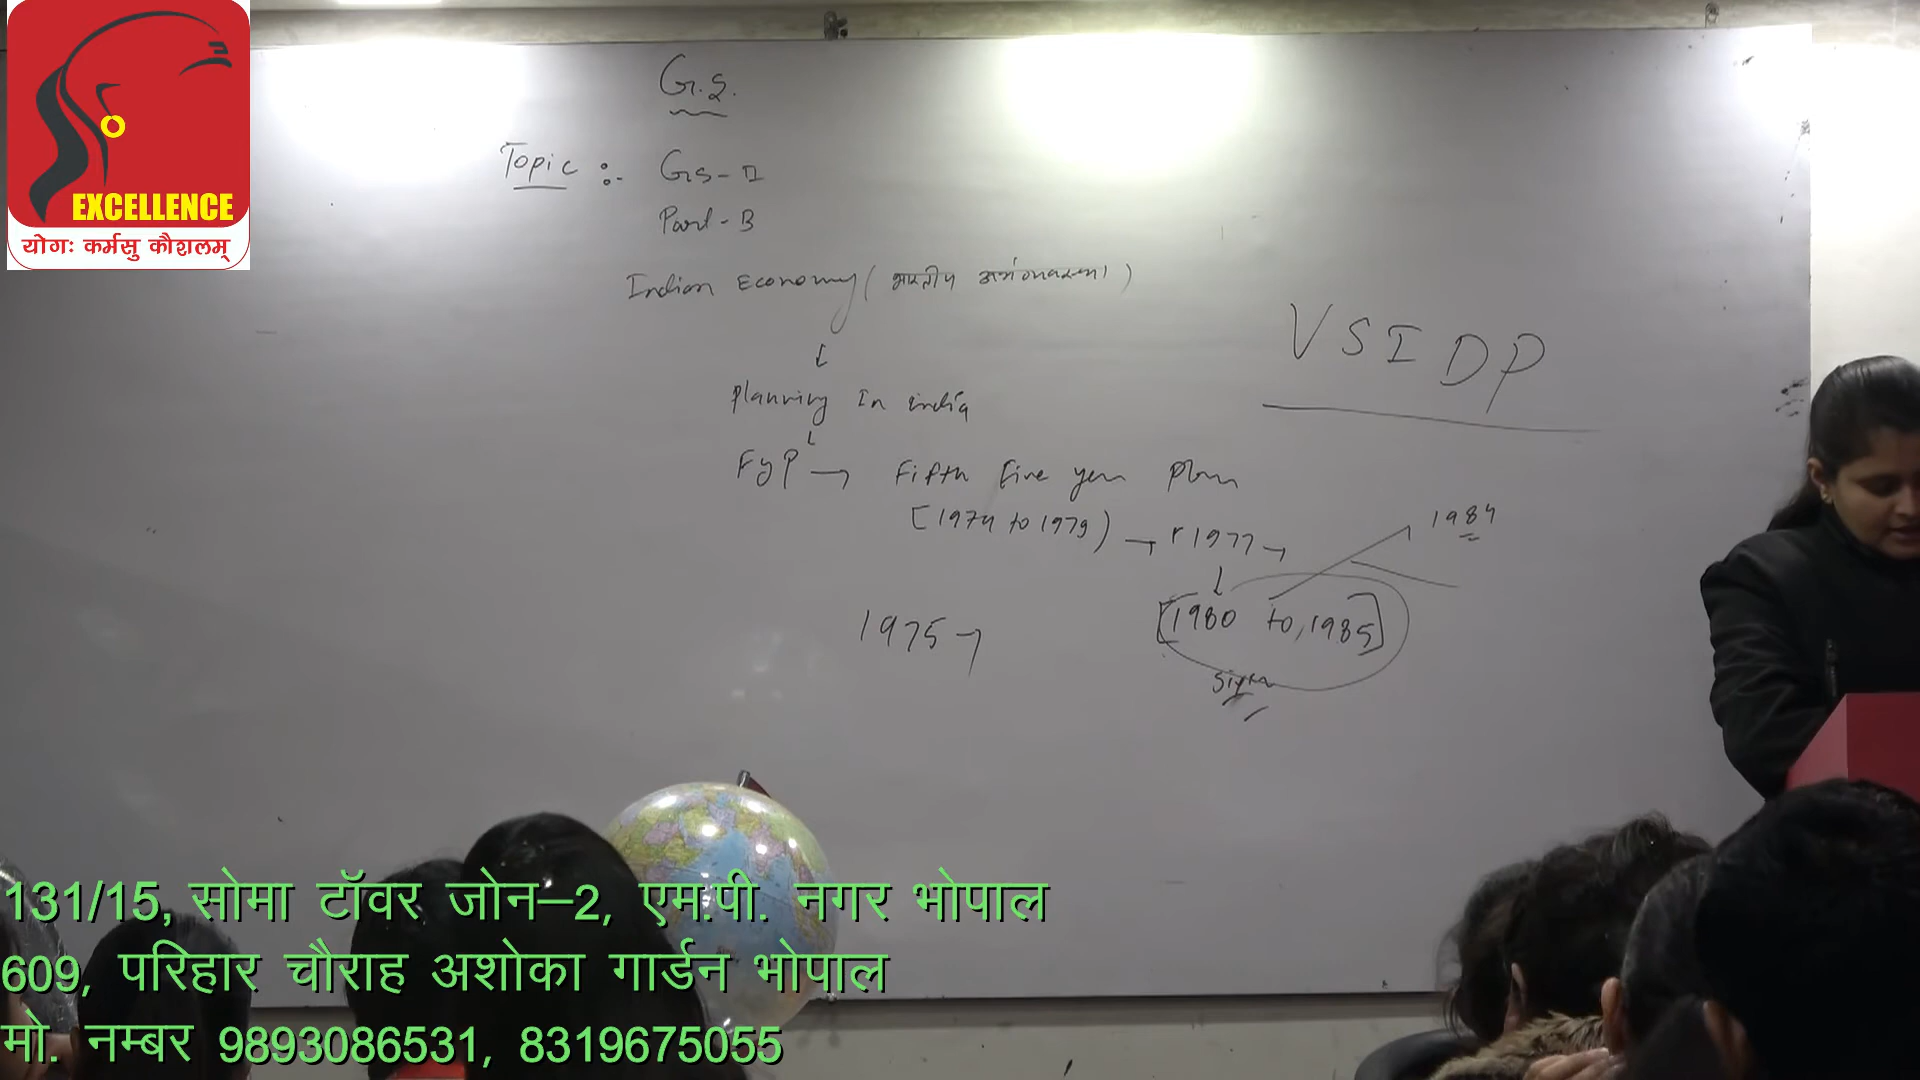 EXCELLENCE
योगः कर्मसु कौशलम्
G.S.
Topic :- GS-II
Part-B
Indian Economy (भारतीय अर्थव्यवस्था)
VSIDP
Planning In india
FYP → Fifth five year Plan
[1974 to 1979) → 1977 →
1984
[1980 to, 1985]
1975 →
131/15, सोमा टॉवर जोन–2, एम.पी. नगर भोपाल
609, परिहार चौराह अशोका गार्डन भोपाल
मो. नम्बर 9893086531, 8319675055